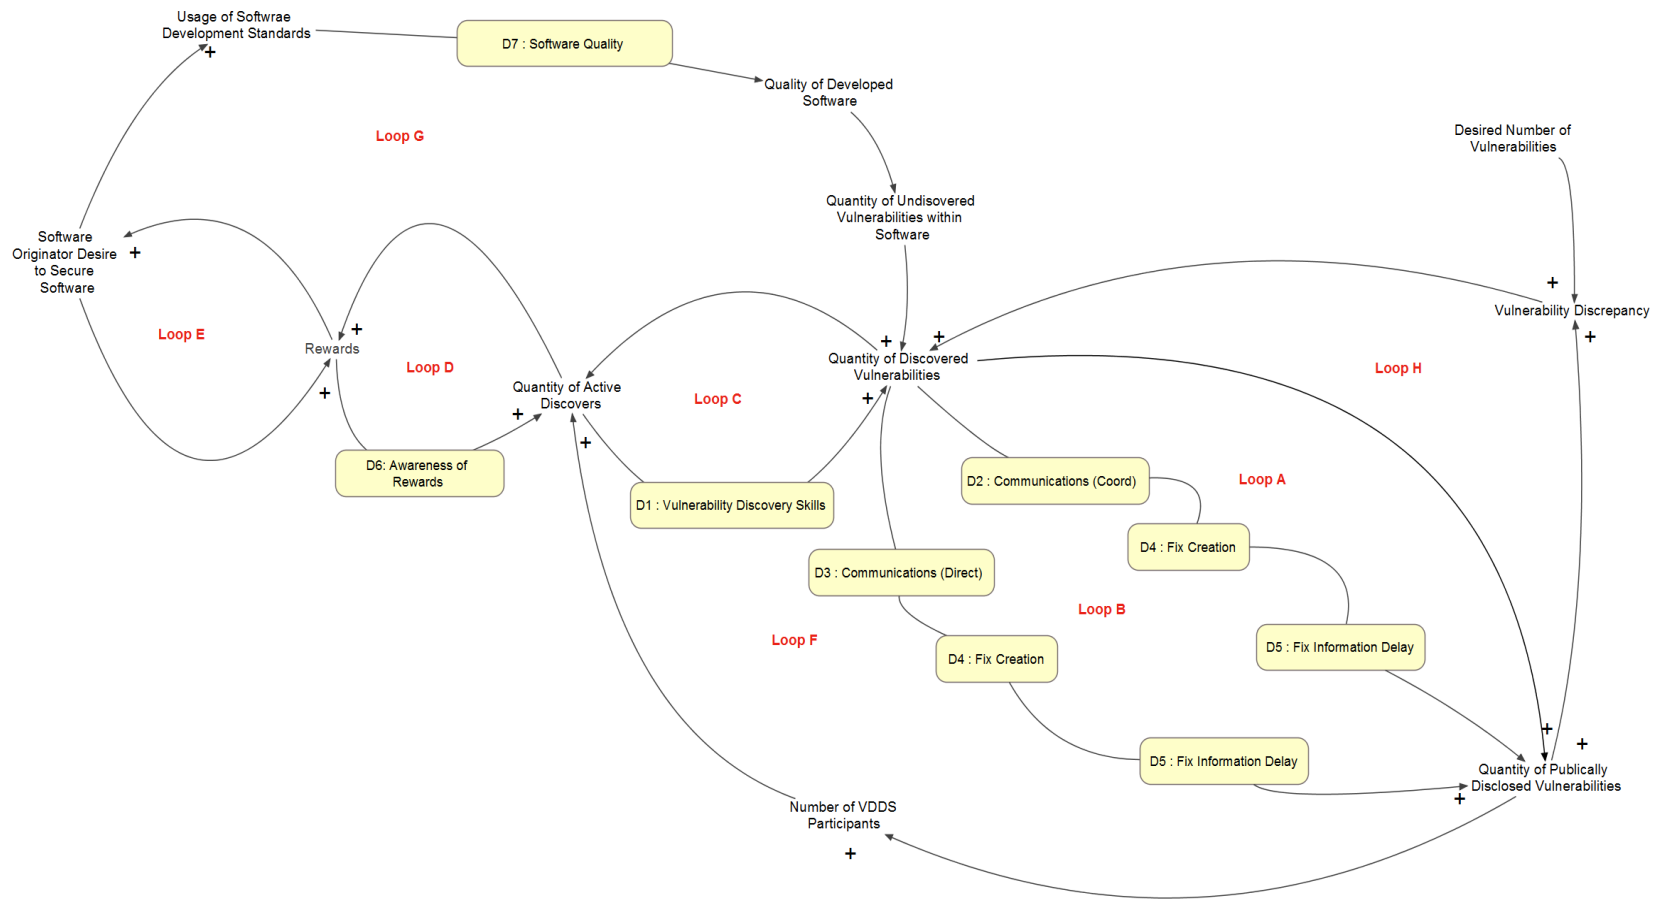 Usage of Softwrae
Development Standards
D7 : Software Quality
Quality of Developed
Software
Loop G
Desired Number of
Vulnerabilities
Quantity of Undisovered
Vulnerabilities within
Software
Software
Originator Desire
to Secure
Software
+
+
+
Vulnerability Discrepancy
Loop E
+
Rewards
+
+
+
Quantity of Discovered
Vulnerabilities
Loop H
Loop D
Quantity of Active
Discovers
+
Loop C
+
+
+
D6: Awareness of
Rewards
D1 : Vulnerability Discovery Skills
D2 : Communications (Coord)
Loop A
D4 : Fix Creation
D3 : Communications (Direct)
Loop B
Loop F
D4 : Fix Creation
D5 : Fix Information Delay
+
+
D5 : Fix Information Delay
Quantity of Publically
Disclosed Vulnerabilities
+
Number of VDDS
Participants
+